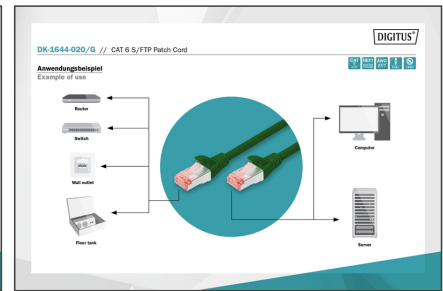 DIGITUS®
DK-1644-020/G // CAT 6 S/FTP Patch Cord
Anwendungsbeispiel
Example of use
Router
Switch
Wall outlet
Floor tank
Computer
Server